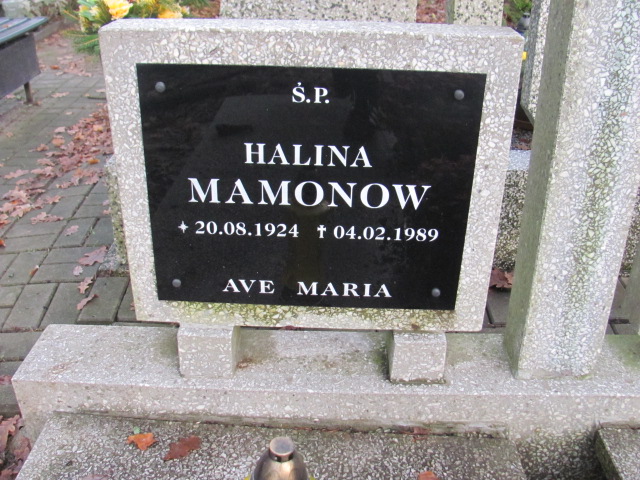 Ś.P.
HALINA
MAMONOW
✦ 20.08.1924 ✝ 04.02.1989
AVE MARIA